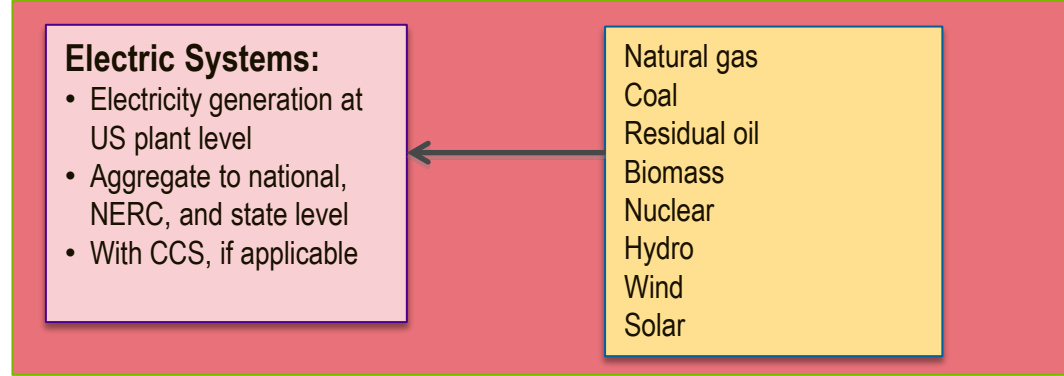 Electric Systems:
• Electricity generation at
US plant level
• Aggregate to national,
NERC, and state level
• With CCS, if applicable
Natural gas
Coal
Residual oil
Biomass
Nuclear
Hydro
Wind
Solar